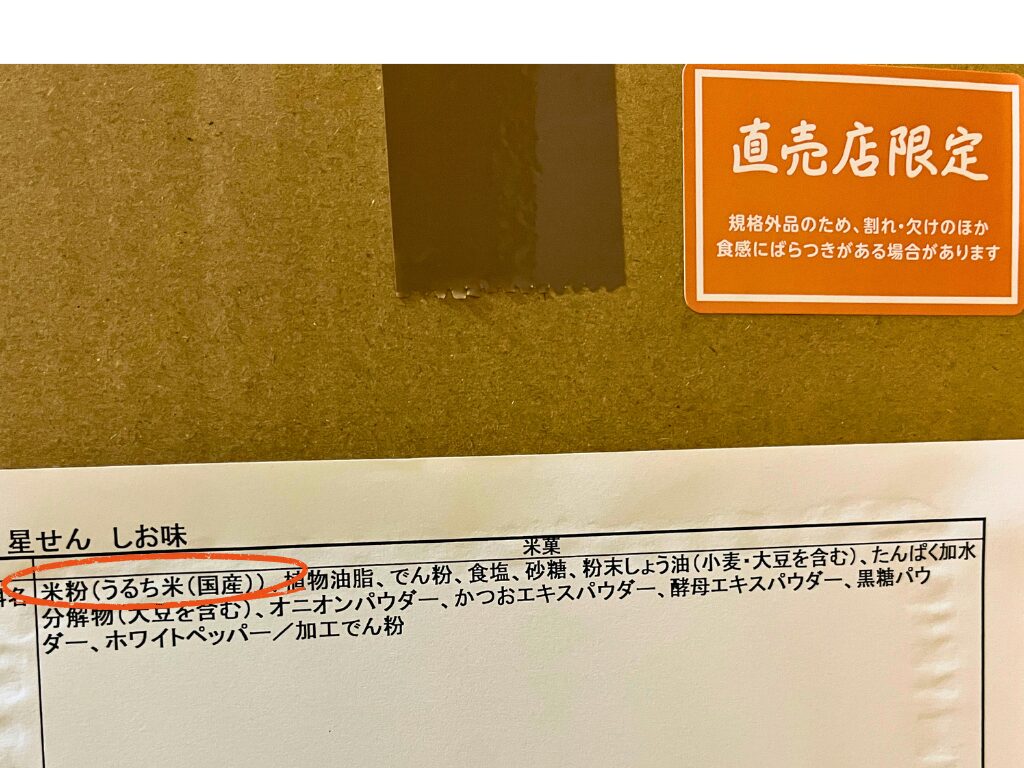 直売店限定
規格外品のため、割れ・欠けのほか
食感にばらつきがある場合があります
星せん しお味
米菓
米粉(うるち米(国産))、植物油脂、でん粉、食塩、砂糖、粉末しょう油(小麦・大豆を含む)、たんぱく加水
分解物(大豆を含む)、オニオンパウダー、かつおエキスパウダー、酵母エキスパウダー、黒糖パウ
ダー、ホワイトペッパー／加工でん粉